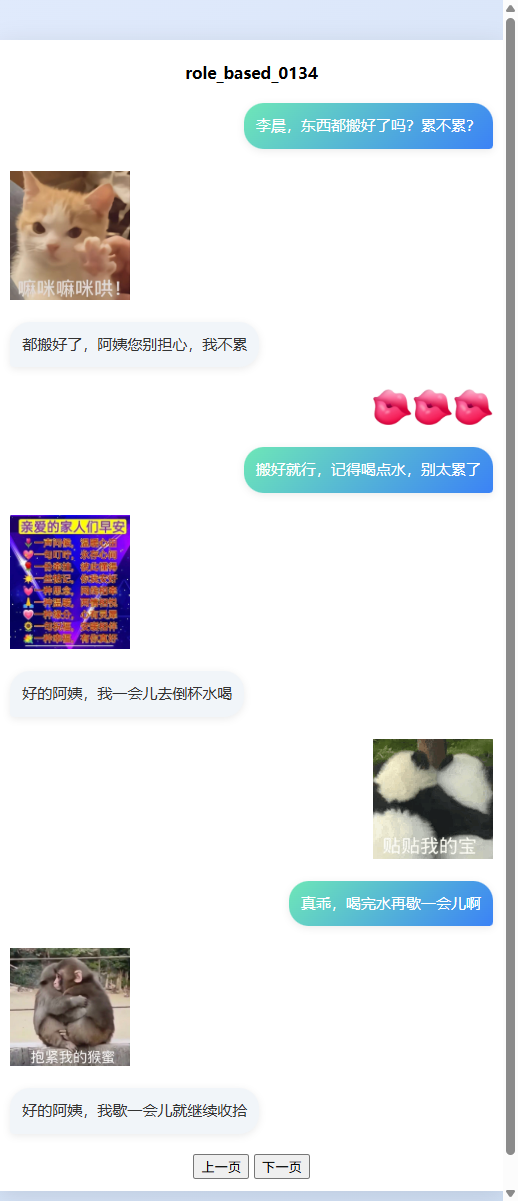 role_based_0134
李晨，东西都搬好了吗？累不累？
嘛咪嘛咪哄！
都搬好了，阿姨您别担心，我不累
搬好就行，记得喝点水，别太累了
亲爱的家人们早安
好的阿姨，我一会儿去倒杯水喝
贴贴我的宝
真乖，喝完水再歇一会儿啊
抱紧我的猴蜜
好的阿姨，我歇一会儿就继续收拾
上一页 下一页